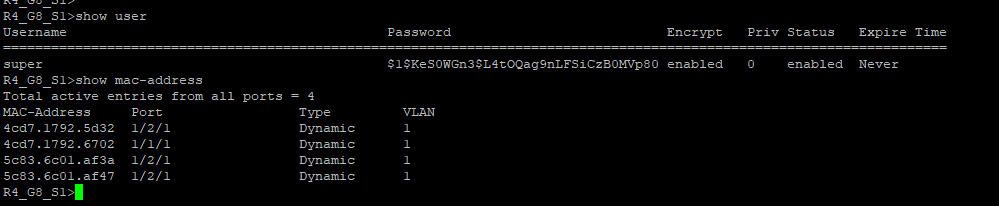 R4_G8_S1>
R4_G8_S1>show user
Username Password Encrypt Priv Status Expire Time
==================================================================================================================
super $1$KeS0WGn3$L4tOQag9nLFSiCzB0MVp80 enabled 0 enabled Never
R4_G8_S1>show mac-address
Total active entries from all ports = 4
MAC-Address Port Type VLAN
4cd7.1792.5d32 1/2/1 Dynamic 1
4cd7.1792.6702 1/1/1 Dynamic 1
5c83.6c01.af3a 1/2/1 Dynamic 1
5c83.6c01.af47 1/2/1 Dynamic 1
R4_G8_S1>